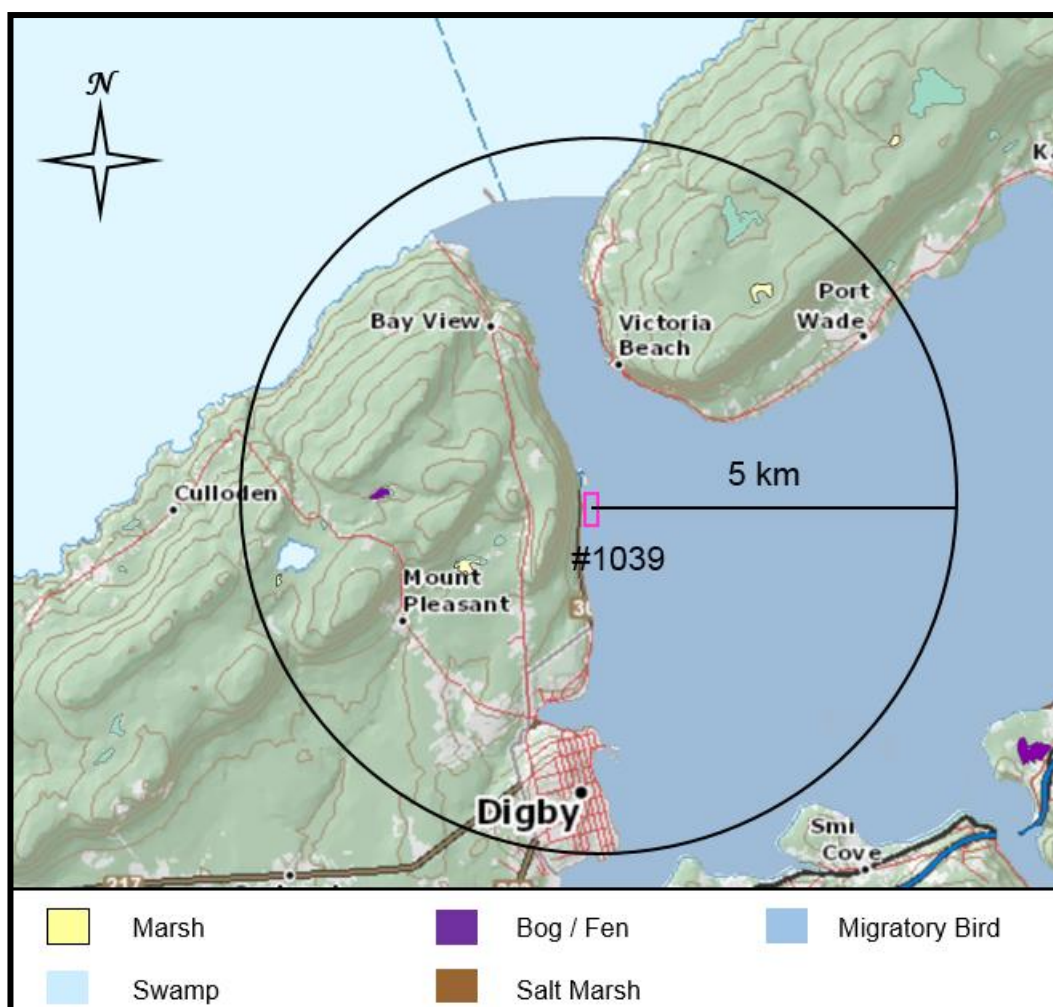 N
K
Bay View
Victoria
Beach
Port
Wade
5 km
Culloden
#1039
Mount
Pleasant
30
Digby
Smi
Cove
217
Marsh
Bog / Fen
Migratory Bird
Swamp
Salt Marsh